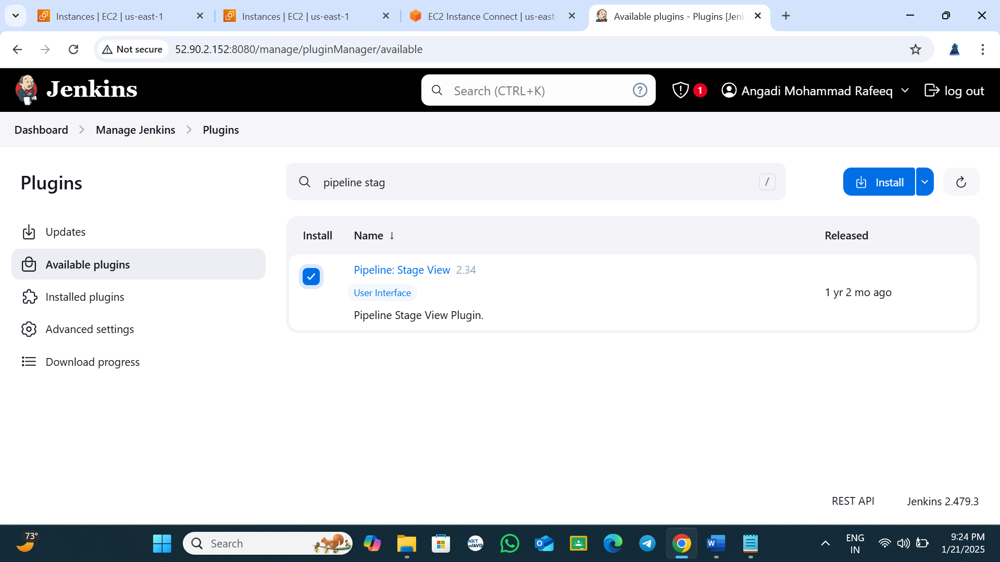 Instances | EC2 | us-east-1
Instances | EC2 | us-east-1
EC2 Instance Connect | us-east-
Available plugins - Plugins [Jen
Not secure
52.90.2.152:8080/manage/pluginManager/available
Jenkins
Search (CTRL+K)
?
1
Angadi Mohammad Rafeeq
log out
Dashboard
Manage Jenkins
Plugins
Plugins
pipeline stag
/
Install
Updates
Available plugins
Installed plugins
Advanced settings
Download progress
Install
Name ↓
Released
Pipeline: Stage View 2.34
User Interface
1 yr 2 mo ago
Pipeline Stage View Plugin.
REST API
Jenkins 2.479.3
73°
Search
NXT
WAVE
ENG
IN
9:24 PM
1/21/2025